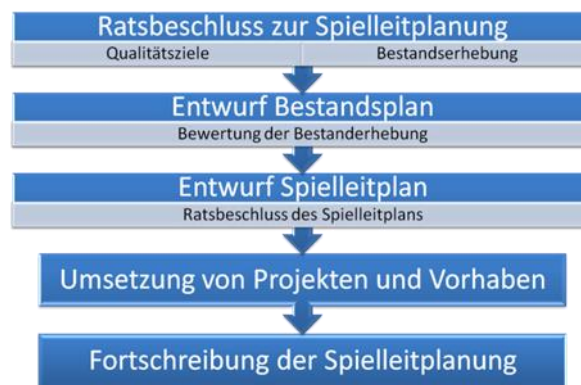 Ratsbeschluss zur Spielleitplanung
Qualitätsziele Bestandserhebung
Entwurf Bestandsplan
Bewertung der Bestanderhebung
Entwurf Spielleitplan
Ratsbeschluss des Spielleitplans
Umsetzung von Projekten und Vorhaben
Fortschreibung der Spielleitplanung